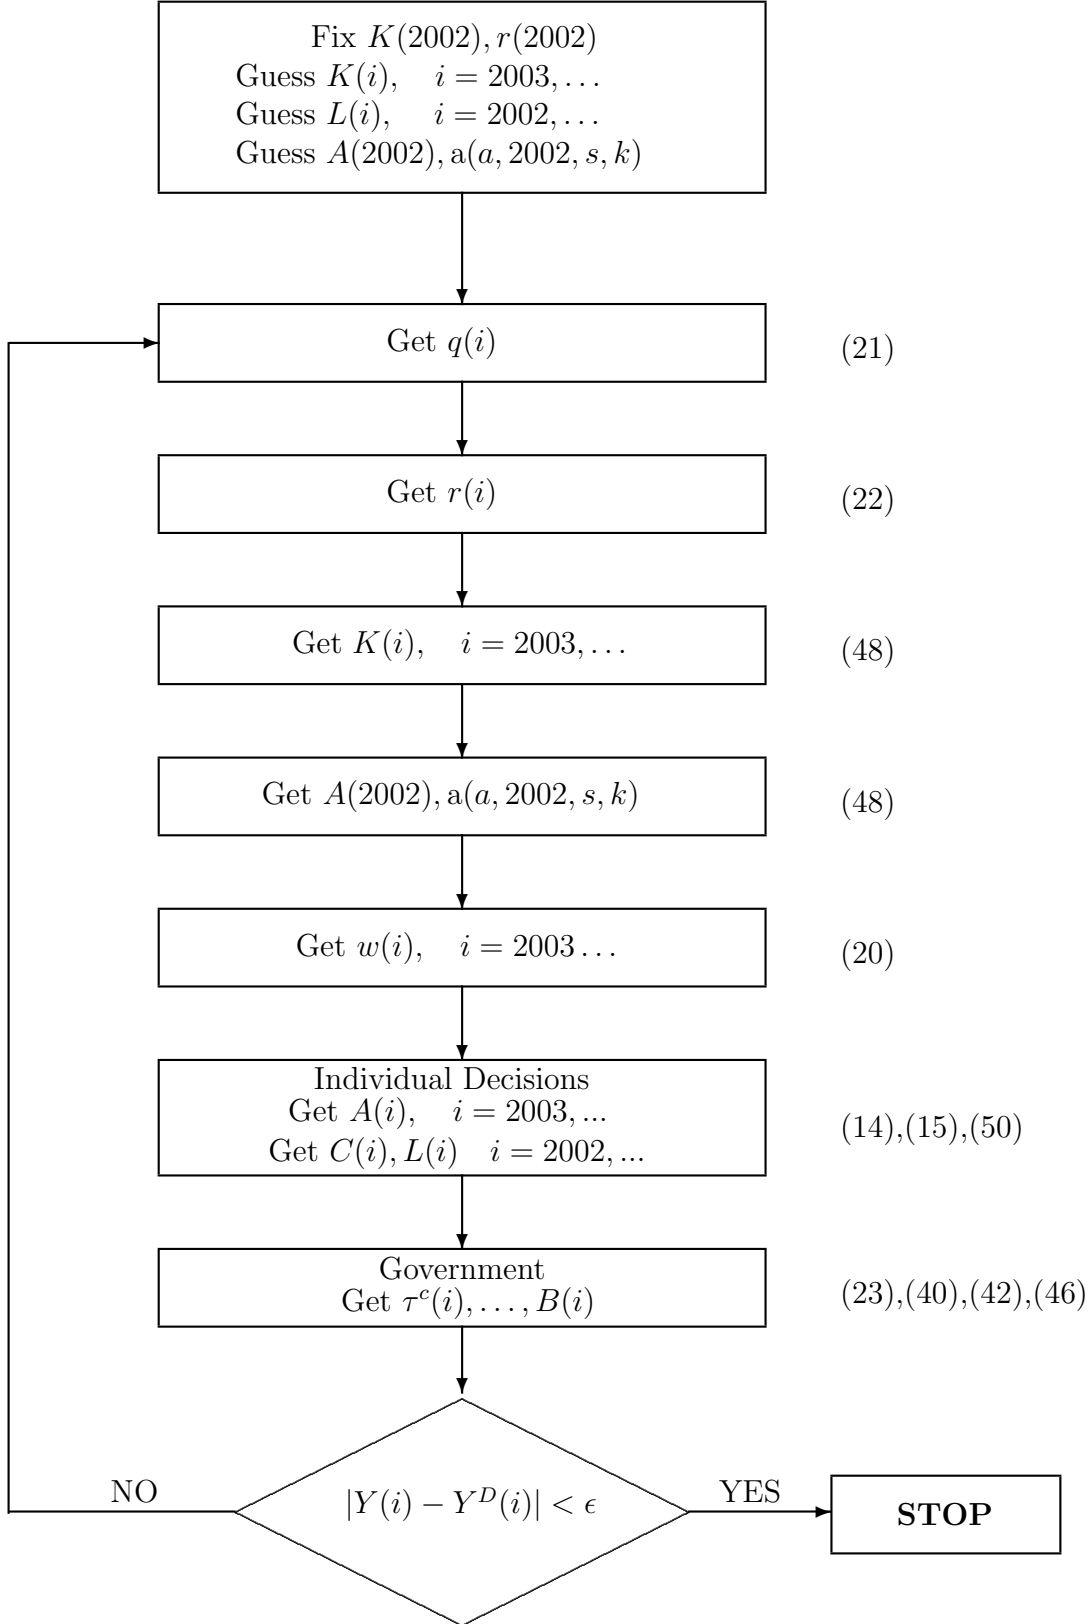 Fix K(2002), r(2002)
Guess K(i), i = 2003, . . .
Guess L(i), i = 2002, . . .
Guess A(2002), a(a, 2002, s, k)
Get q(i)
(21)
Get r(i)
(22)
Get K(i), i = 2003, . . .
(48)
Get A(2002), a(a, 2002, s, k)
(48)
Get w(i), i = 2003 . . .
(20)
Individual Decisions
Get A(i), i = 2003, ...
Get C(i), L(i) i = 2002, ...
(14),(15),(50)
Government
Get τᶜ(i), . . . , B(i)
(23),(40),(42),(46)
NO
|Y(i) − Yᴰ(i)| < ϵ
YES
STOP